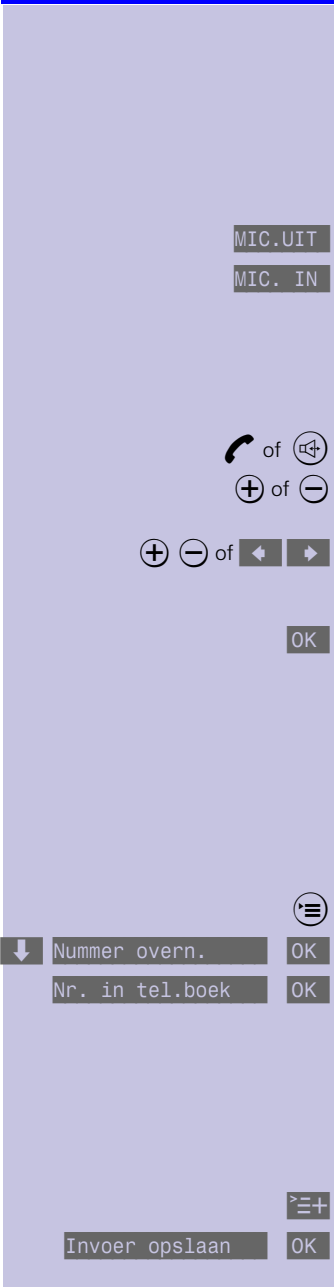 MIC.UIT
MIC. IN
of
of
of
OK
Nummer overn. OK
Nr. in tel.boek OK
Invoer opslaan OK